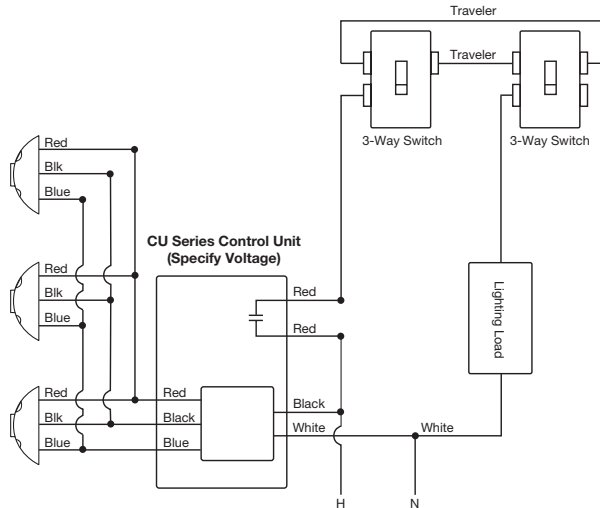 Traveler
Traveler
3-Way Switch
3-Way Switch
Red
Blk
Blue
CU Series Control Unit
(Specify Voltage)
Red
Blk
Blue
Red
Red
Lighting Load
Red
Blk
Blue
Red
Black
Blue
Black
White
White
H
N